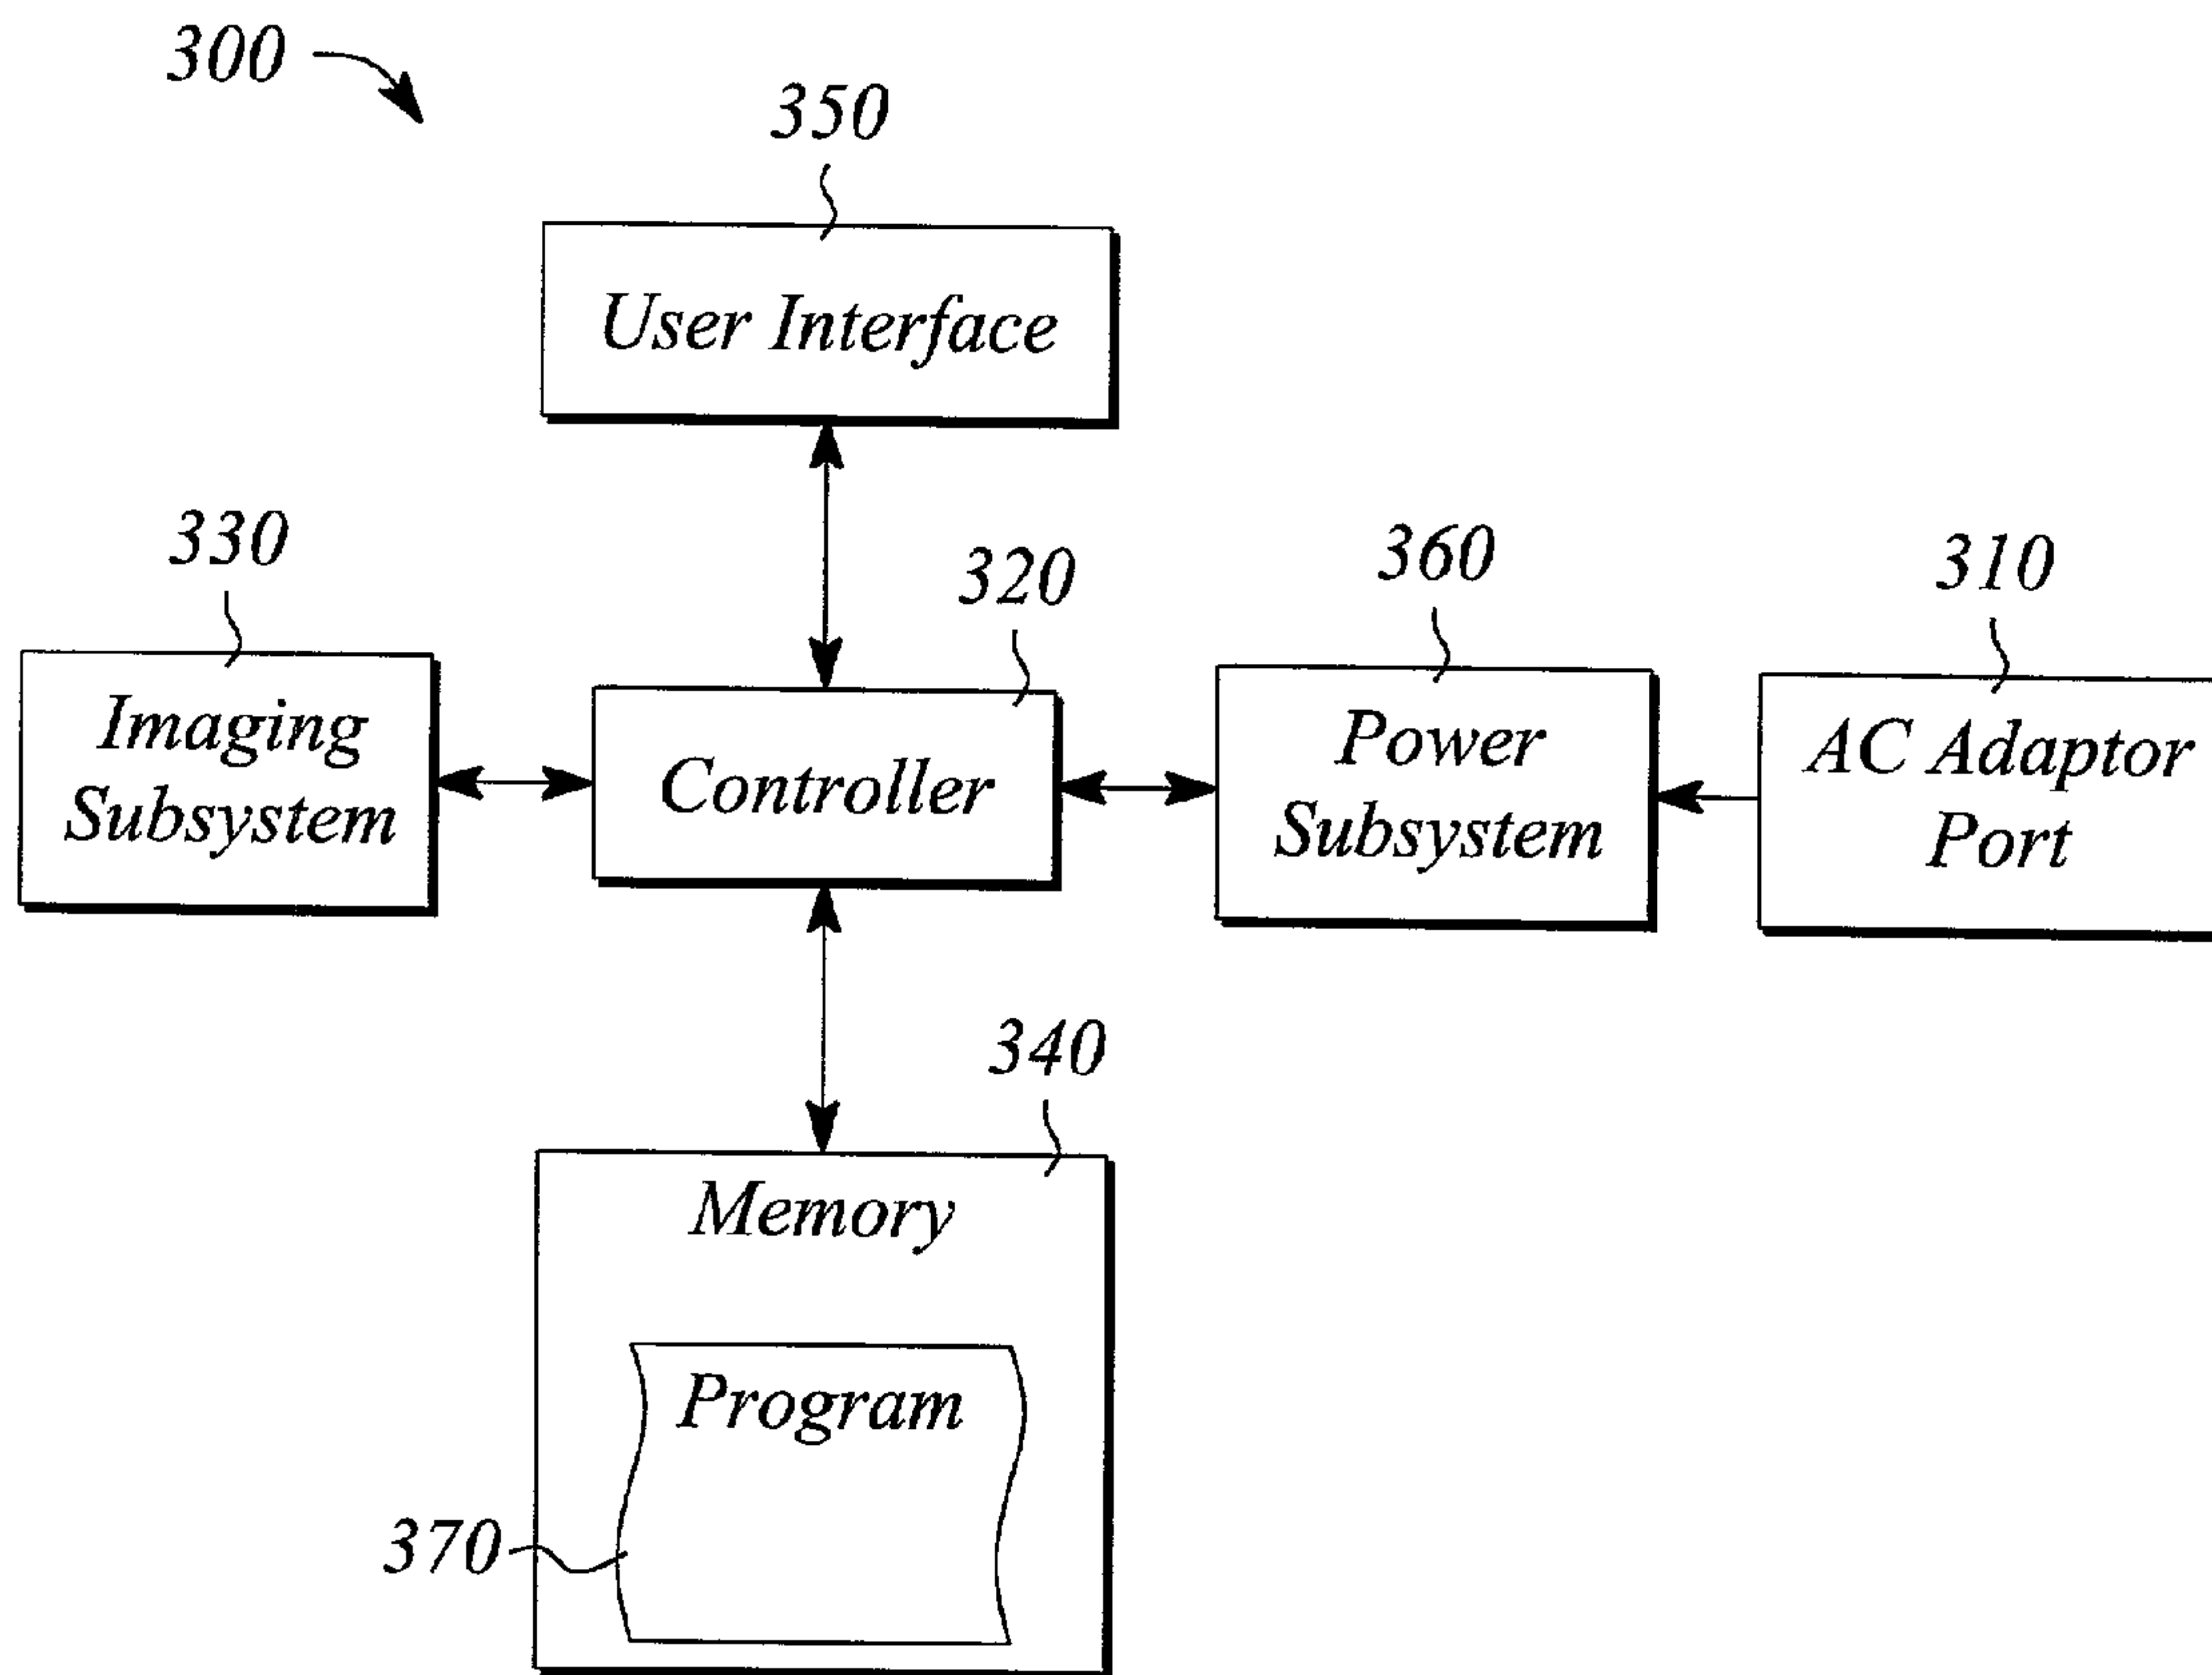 300
350
User Interface
330
320
360
310
Imaging
Subsystem
Controller
Power
Subsystem
AC Adaptor
Port
340
Memory
Program
370